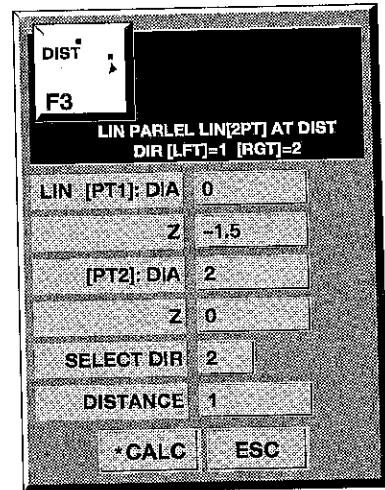 DIST
F3
LIN PARLEL LIN[2PT] AT DIST
DIR [LFT]=1 [RGT]=2
LIN [PT1]: DIA 0
Z -1.5
[PT2]: DIA 2
Z 0
SELECT DIR 2
DISTANCE 1
*CALC ESC